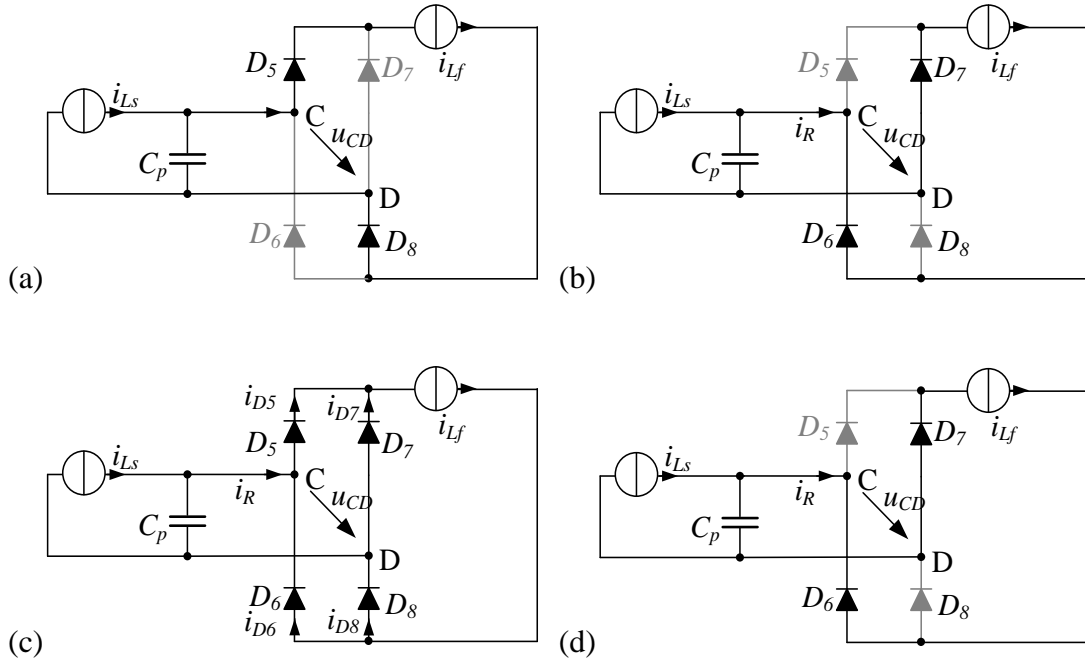 D5 D7 iLf
iLs C uCD
Cp D
D6 D8
(a)
D5 D7 iLf
iLs iR C uCD
Cp D
D6 D8
(b)
iD5 iD7 iLf
D5 D7
iLs iR C uCD
Cp D
D6 D8
iD6 iD8
(c)
D5 D7 iLf
iLs iR C uCD
Cp D
D6 D8
(d)